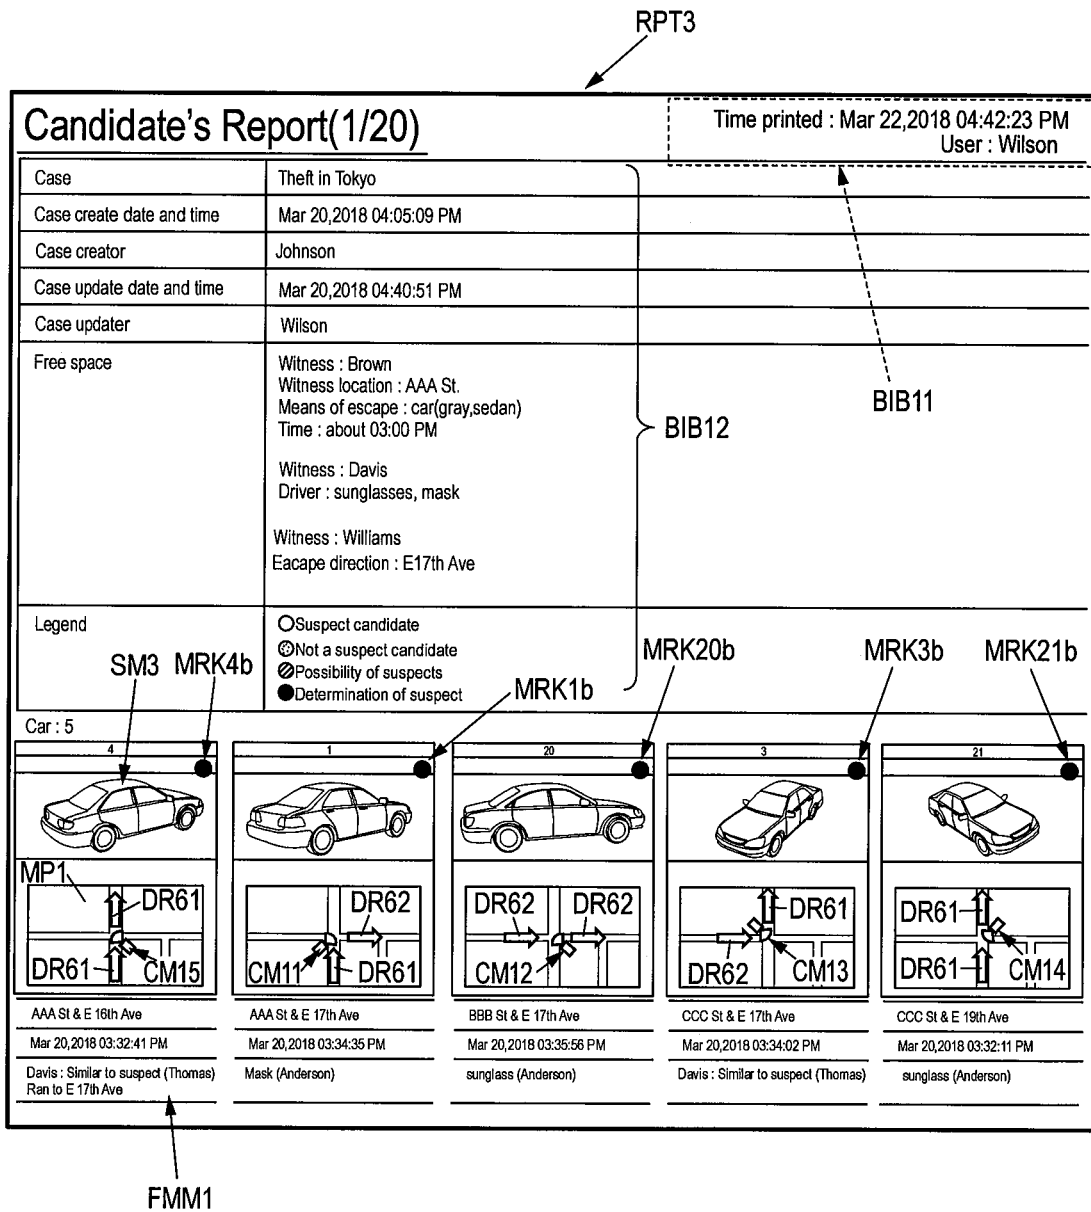 RPT3
Candidate's Report(1/20)
Time printed : Mar 22,2018 04:42:23 PM
User : Wilson
Case Theft in Tokyo
Case create date and time Mar 20,2018 04:05:09 PM
Case creator Johnson
Case update date and time Mar 20,2018 04:40:51 PM
Case updater Wilson
Free space Witness : Brown
Witness location : AAA St.
Means of escape : car(gray,sedan)
Time : about 03:00 PM
BIB11
BIB12
Witness : Davis
Driver : sunglasses, mask
Witness : Williams
Eacape direction : E17th Ave
Legend Suspect candidate
Not a suspect candidate
Possibility of suspects
Determination of suspect
SM3 MRK4b MRK1b MRK20b MRK3b MRK21b
Car : 5
4 1 20 3 21
MP1
DR61 DR62 DR62 DR62 DR61 DR61
DR61 CM15 CM11 DR61 CM12 DR62 CM13 DR61 CM14
AAA St & E 16th Ave AAA St & E 17th Ave BBB St & E 17th Ave CCC St & E 17th Ave CCC St & E 19th Ave
Mar 20,2018 03:32:41 PM Mar 20,2018 03:34:35 PM Mar 20,2018 03:35:56 PM Mar 20,2018 03:34:02 PM Mar 20,2018 03:32:11 PM
Davis : Similar to suspect (Thomas) Mask (Anderson) sunglass (Anderson) Davis : Similar to suspect (Thomas) sunglass (Anderson)
Ran to E 17th Ave
FMM1